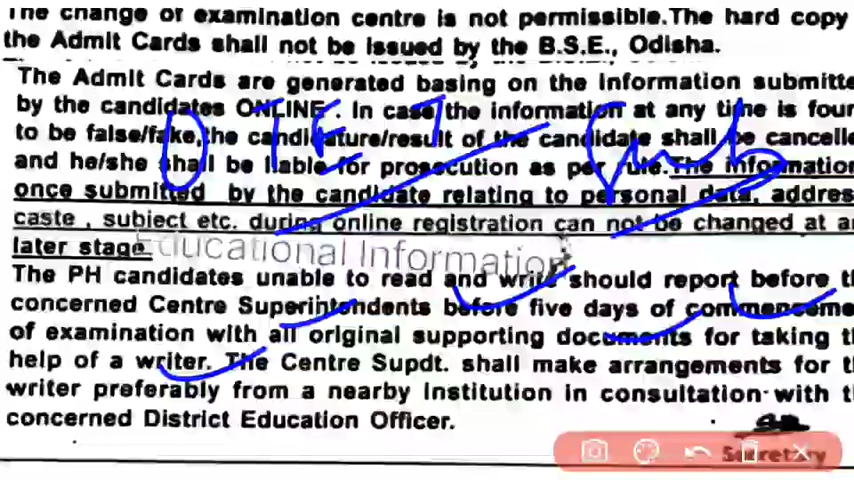 The change of examination centre is not permissible.The hard copy
the Admit Cards shall not be issued by the B.S.E., Odisha.
The Admit Cards are generated basing on the Information submitte
by the candidates ONLINE . In case the information at any time is foun
to be false/fake, the candidature/result of the candidate shall be cancelle
and he/she shall be liable for prosecution as per rule. The information
once submitted by the candidate relating to personal data, addres
caste , subject etc. during online registration can not be changed at an
later stage.
Educational Information
The PH candidates unable to read and write should report before th
concerned Centre Superintendents before five days of commenceme
of examination with all original supporting documents for taking th
help of a writer. The Centre Supdt. shall make arrangements for th
writer preferably from a nearby Institution in consultation with th
concerned District Education Officer.
Secretary